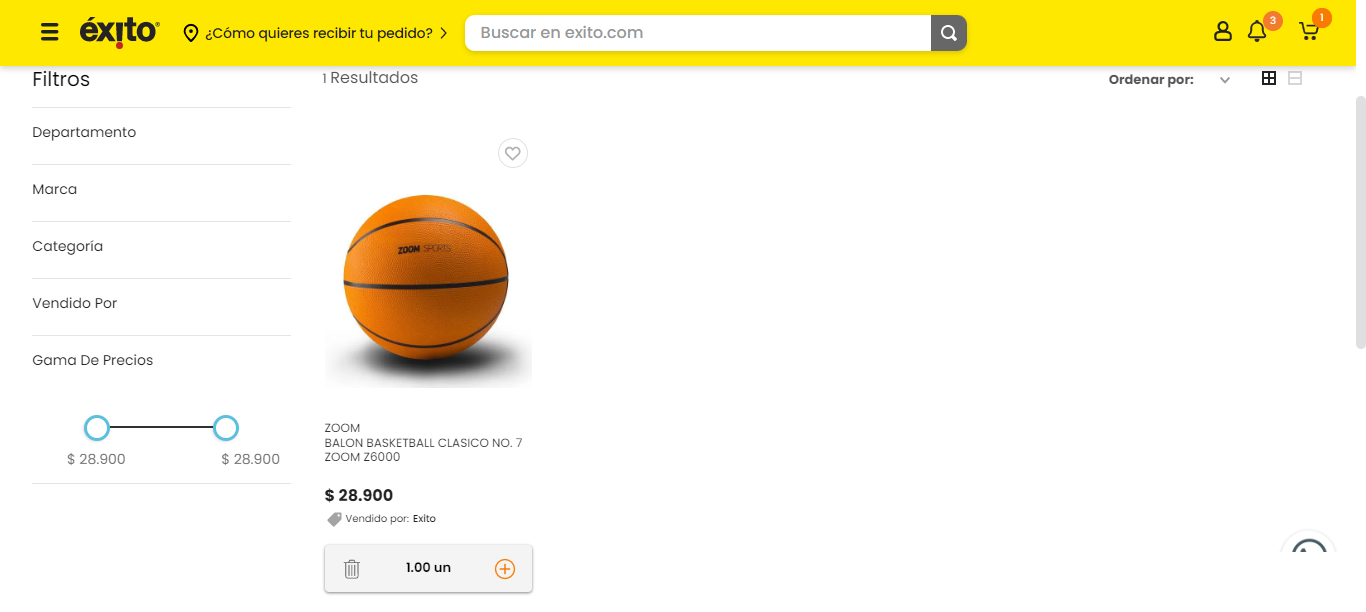 éxito
¿Cómo quieres recibir tu pedido?
Buscar en exito.com
3
1
Filtros
1 Resultados
Ordenar por:
Departamento
Marca
Categoría
Vendido Por
Gama De Precios
$ 28.900
$ 28.900
ZOOM SPORTS
ZOOM
BALON BASKETBALL CLASICO NO. 7
ZOOM Z6000
$ 28.900
Vendido por: Exito
1.00 un